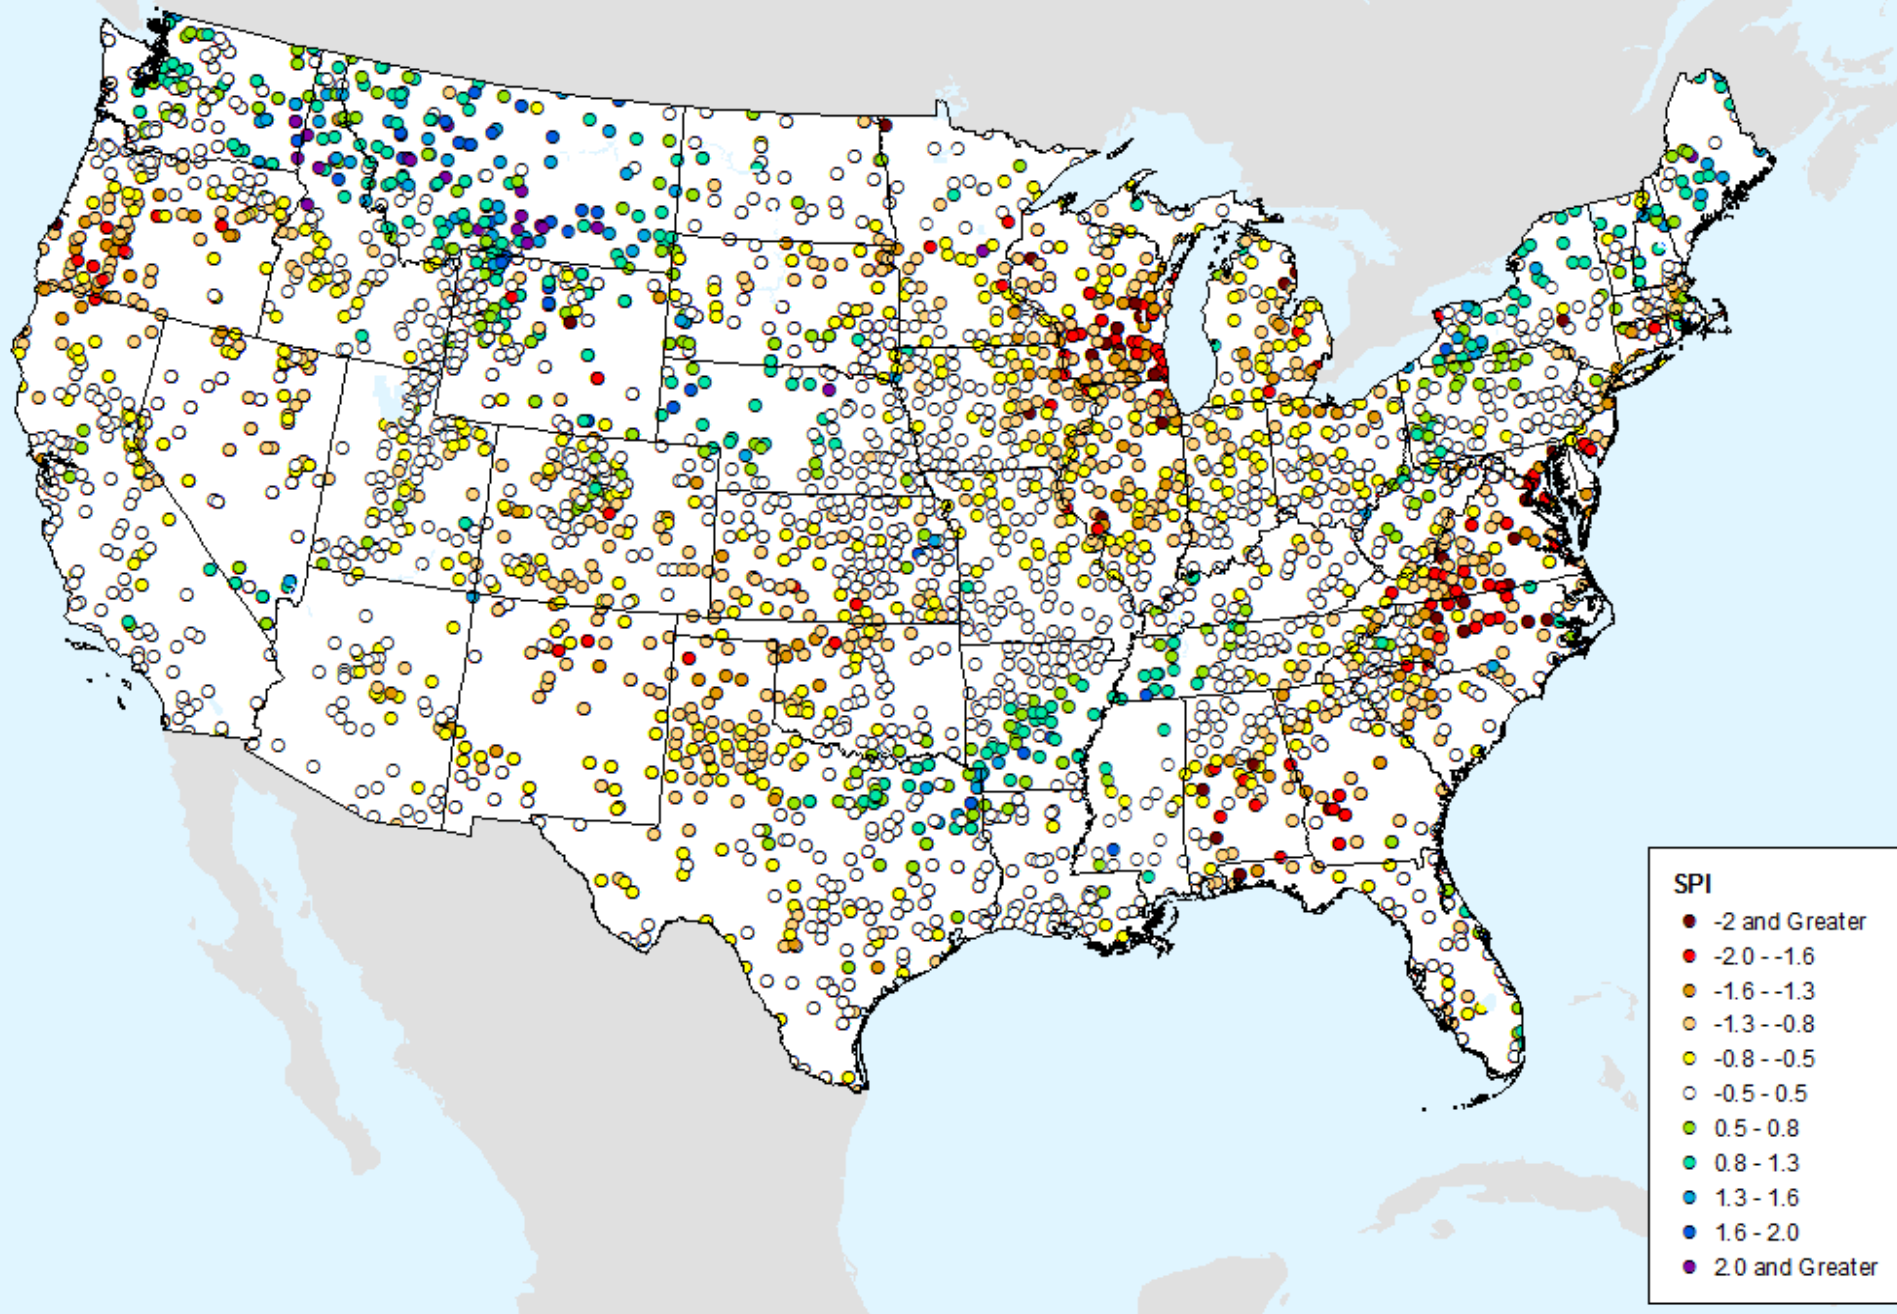 SPI
-2 and Greater
-2.0 - -1.6
-1.6 - -1.3
-1.3 - -0.8
-0.8 - -0.5
-0.5 - 0.5
0.5 - 0.8
0.8 - 1.3
1.3 - 1.6
1.6 - 2.0
2.0 and Greater